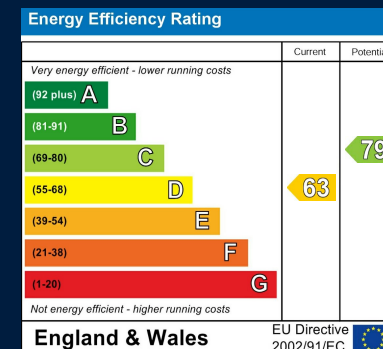 Energy Efficiency Rating
Current
Very energy efficient - lower running costs
(92 plus) A
(81-91) B
(69-80) C
79
(55-68) D
63
(39-54) E
(21-38) F
(1-20) G
Not energy efficient - higher running costs
England & Wales
EU Directive
2002/91/EC